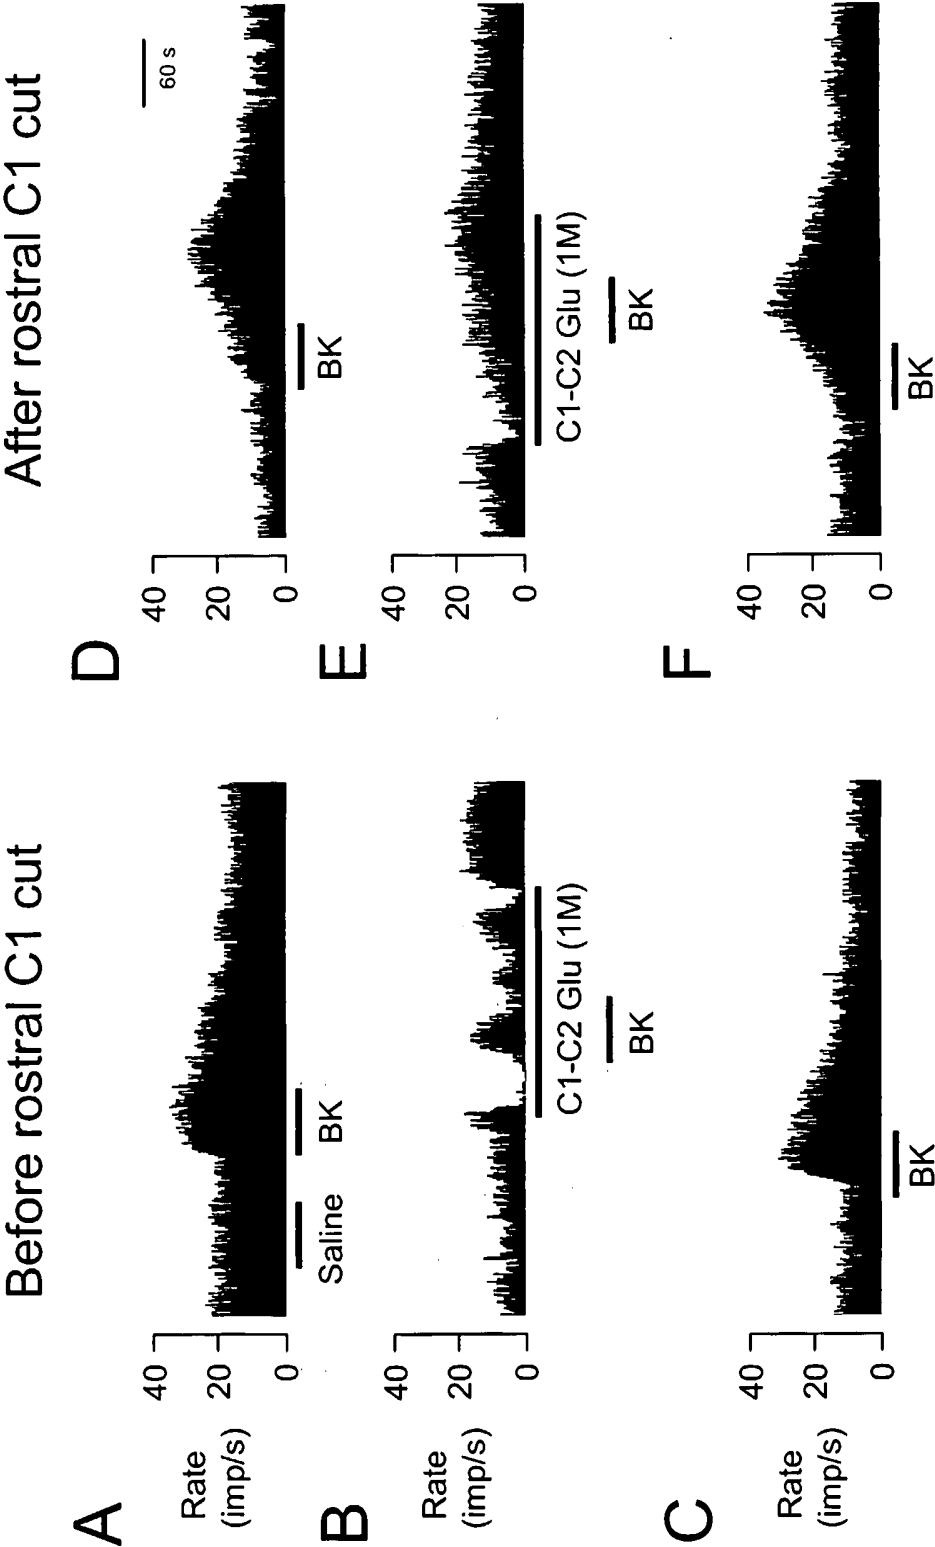 Before rostral C1 cut
After rostral C1 cut
A
Rate
(imp/s)
40
20
0
Saline
BK
D
40
20
0
60 s
BK
B
Rate
(imp/s)
40
20
0
C1-C2 Glu (1M)
BK
E
40
20
0
C1-C2 Glu (1M)
BK
C
Rate
(imp/s)
40
20
0
BK
F
40
20
0
BK